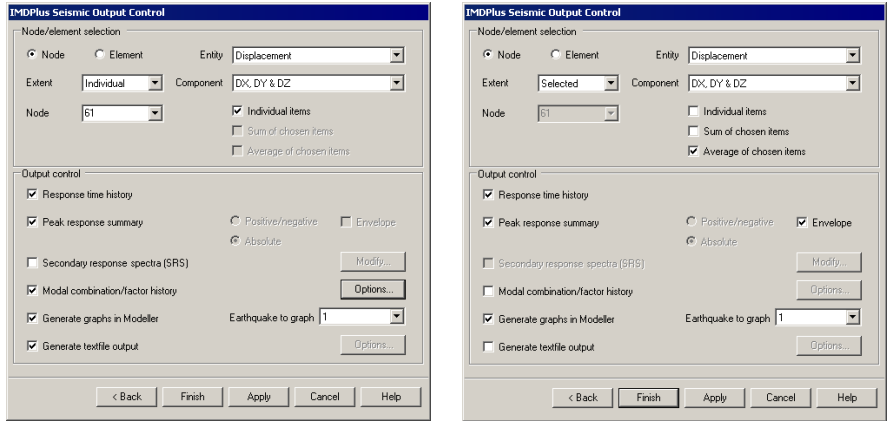 IMDPlus Seismic Output Control
Node/element selection
Node Element Entity Displacement
Extent Individual Component DX, DY & DZ
Node 61 Individual items
Sum of chosen items
Average of chosen items
Output control
Response time history
Peak response summary Positive/negative Envelope
Absolute
Secondary response spectra (SRS) Modify...
Modal combination/factor history Options...
Generate graphs in Modeller Earthquake to graph 1
Generate textfile output Options...
< Back Finish Apply Cancel Help
IMDPlus Seismic Output Control
Node/element selection
Node Element Entity Displacement
Extent Selected Component DX, DY & DZ
Node 61 Individual items
Sum of chosen items
Average of chosen items
Output control
Response time history
Peak response summary Positive/negative Envelope
Absolute
Secondary response spectra (SRS) Modify...
Modal combination/factor history Options...
Generate graphs in Modeller Earthquake to graph 1
Generate textfile output Options...
< Back Finish Apply Cancel Help